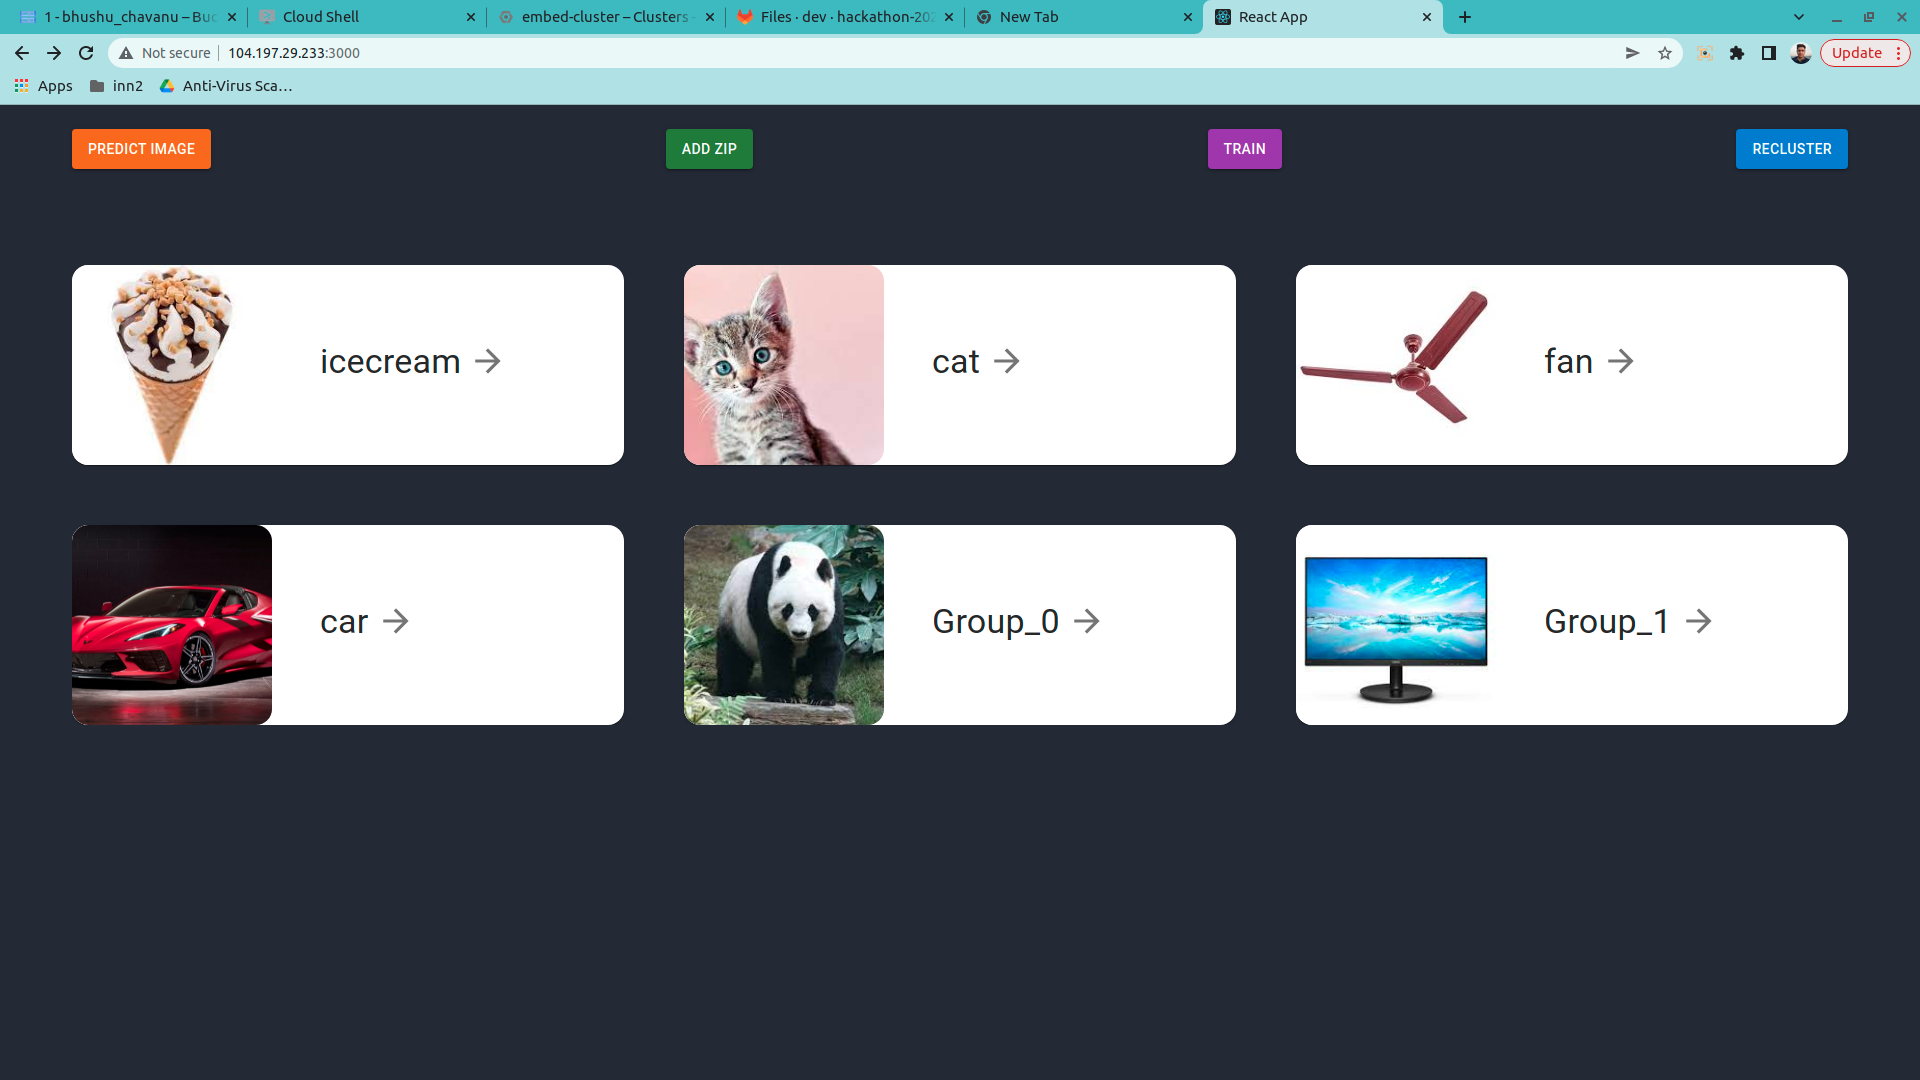 1 - bhushu_chavanu – Buc
Cloud Shell
embed-cluster – Clusters -
Files · dev · hackathon-202
New Tab
React App
Not secure
104.197.29.233:3000
Update
Apps
inn2
Anti-Virus Sca...
PREDICT IMAGE
ADD ZIP
TRAIN
RECLUSTER
icecream
cat
fan
car
Group_0
Group_1